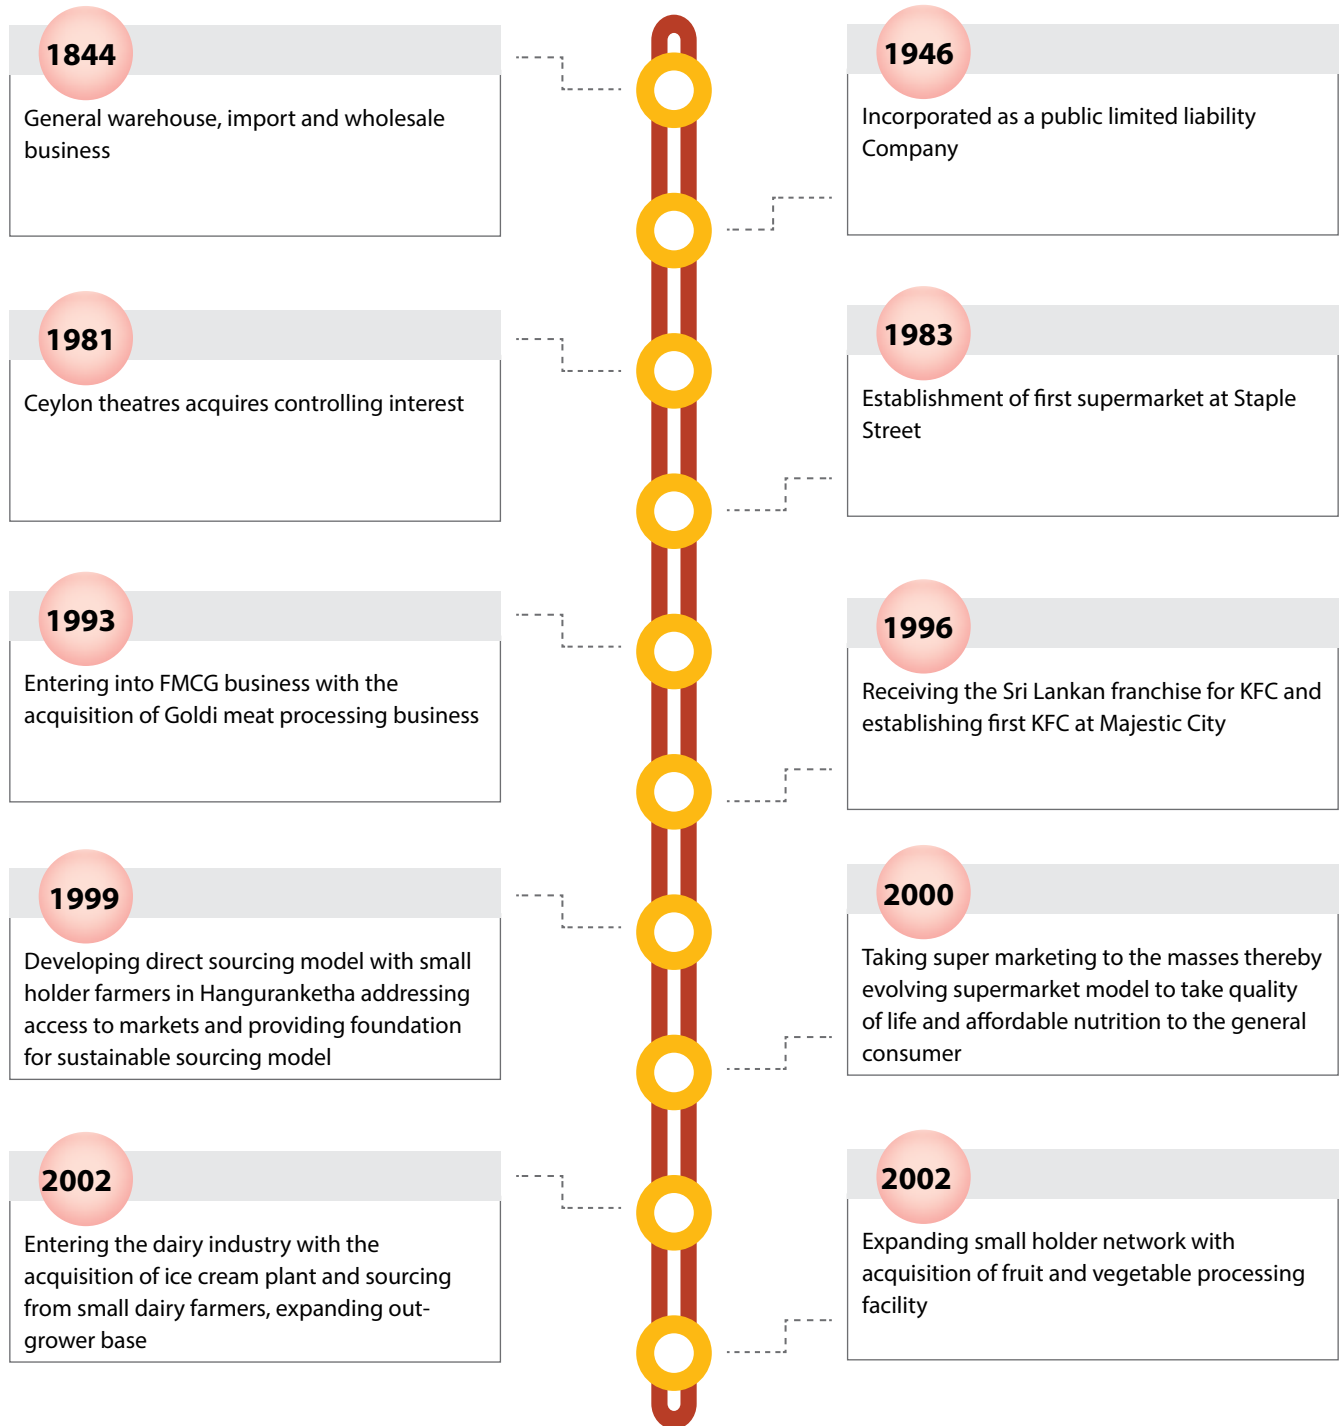 1844
General warehouse, import and wholesale
business
1946
Incorporated as a public limited liability
Company
1981
Ceylon theatres acquires controlling interest
1983
Establishment of first supermarket at Staple
Street
1993
Entering into FMCG business with the
acquisition of Goldi meat processing business
1996
Receiving the Sri Lankan franchise for KFC and
establishing first KFC at Majestic City
1999
Developing direct sourcing model with small
holder farmers in Hanguranketha addressing
access to markets and providing foundation
for sustainable sourcing model
2000
Taking super marketing to the masses thereby
evolving supermarket model to take quality
of life and affordable nutrition to the general
consumer
2002
Entering the dairy industry with the
acquisition of ice cream plant and sourcing
from small dairy farmers, expanding out-
grower base
2002
Expanding small holder network with
acquisition of fruit and vegetable processing
facility